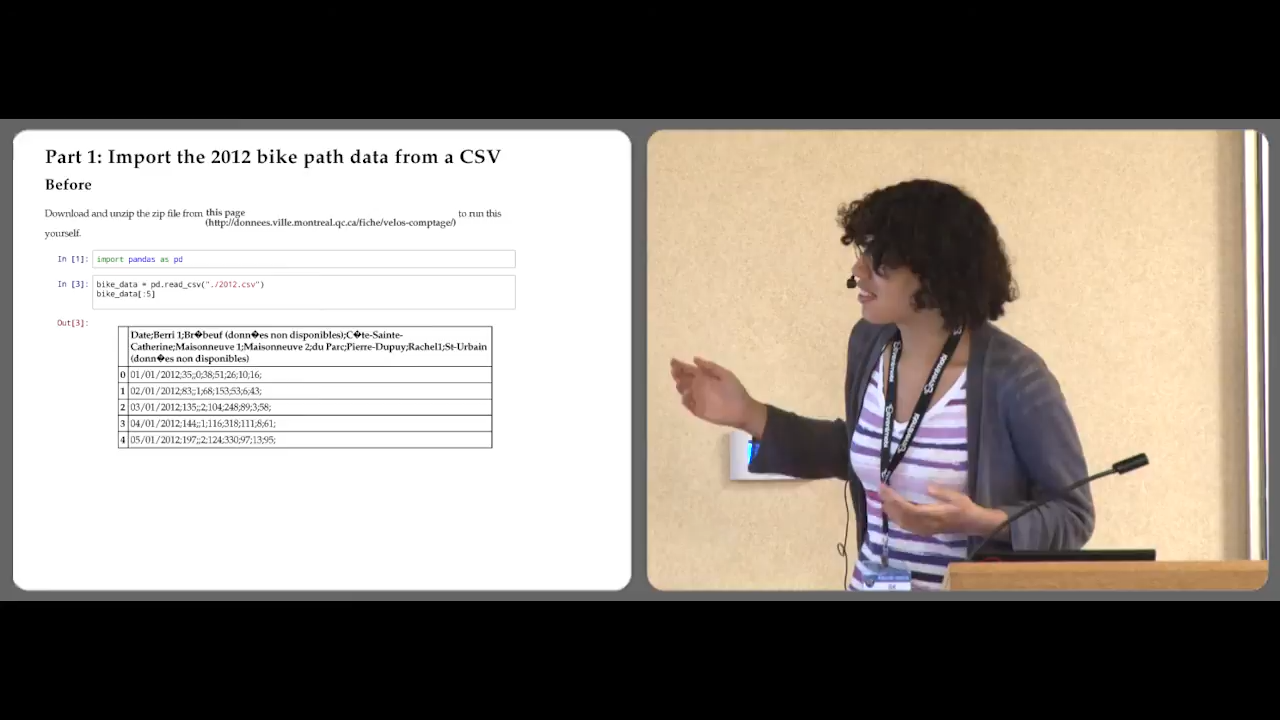 Part 1: Import the 2012 bike path data from a CSV
Before
Download and unzip the zip file from this page
(http://donnees.ville.montreal.qc.ca/fiche/velos-comptage/) to run this
yourself.
In [1]: import pandas as pd
In [3]: bike_data = pd.read_csv("./2012.csv")
bike_data[:5]
Out[3]:
Date;Berri 1;Br�beuf (donn�es non disponibles);C�te-Sainte-
Catherine;Maisonneuve 1;Maisonneuve 2;du Parc;Pierre-Dupuy;Rachel1;St-Urbain
(donn�es non disponibles)
0 01/01/2012;35;;0;38;51;26;10;16;
1 02/01/2012;83;;1;68;153;53;6;43;
2 03/01/2012;135;;2;104;248;89;3;58;
3 04/01/2012;144;;1;116;318;111;8;61;
4 05/01/2012;197;;2;124;330;97;13;95;